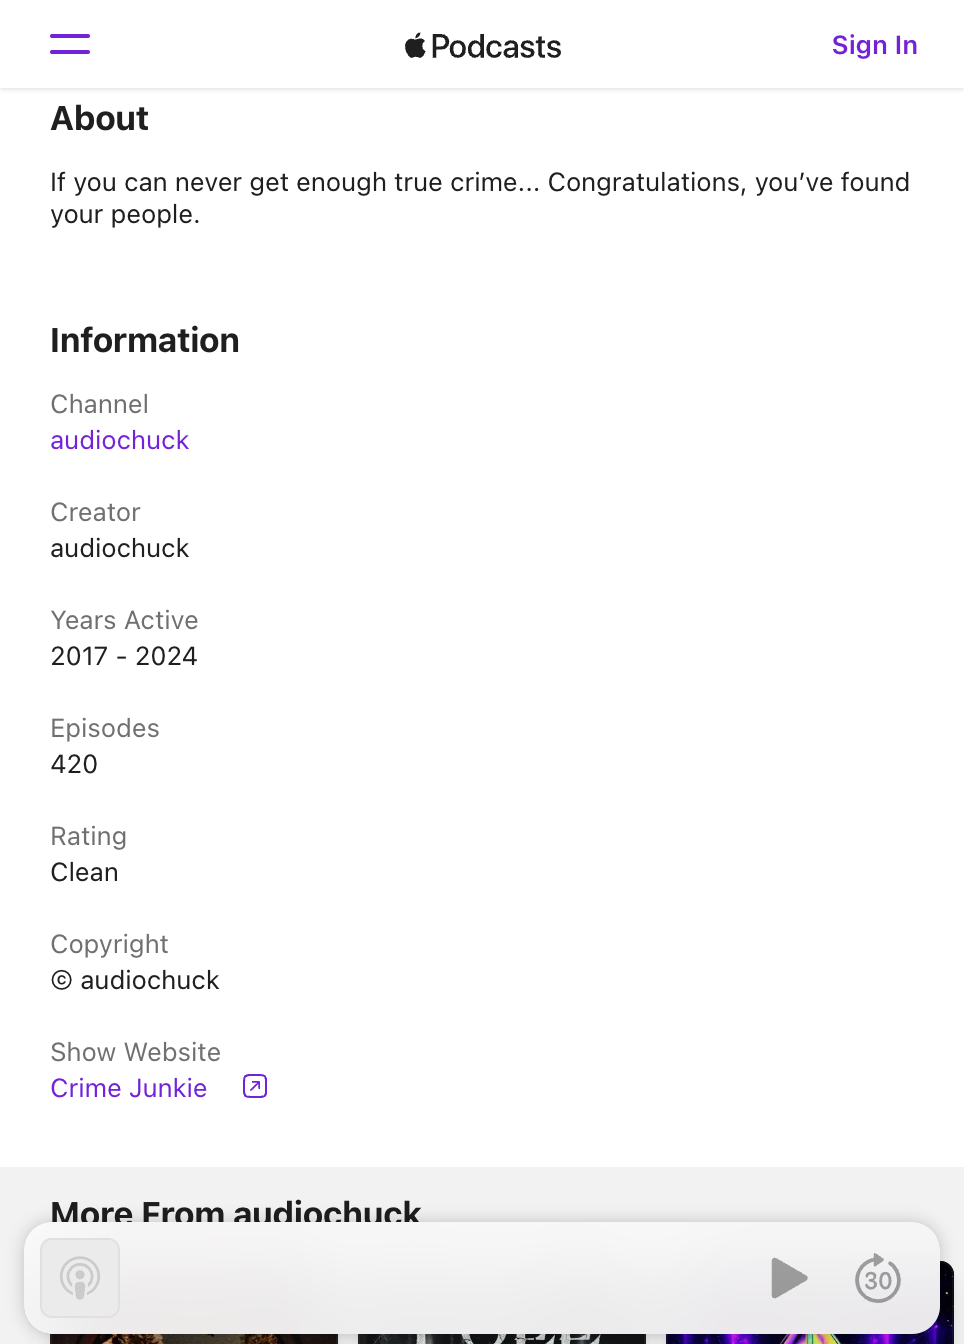 Podcasts
Sign In
About
If you can never get enough true crime... Congratulations, you’ve found
your people.
Information
Channel
audiochuck
Creator
audiochuck
Years Active
2017 - 2024
Episodes
420
Rating
Clean
Copyright
© audiochuck
Show Website
Crime Junkie
More From audiochuck
30